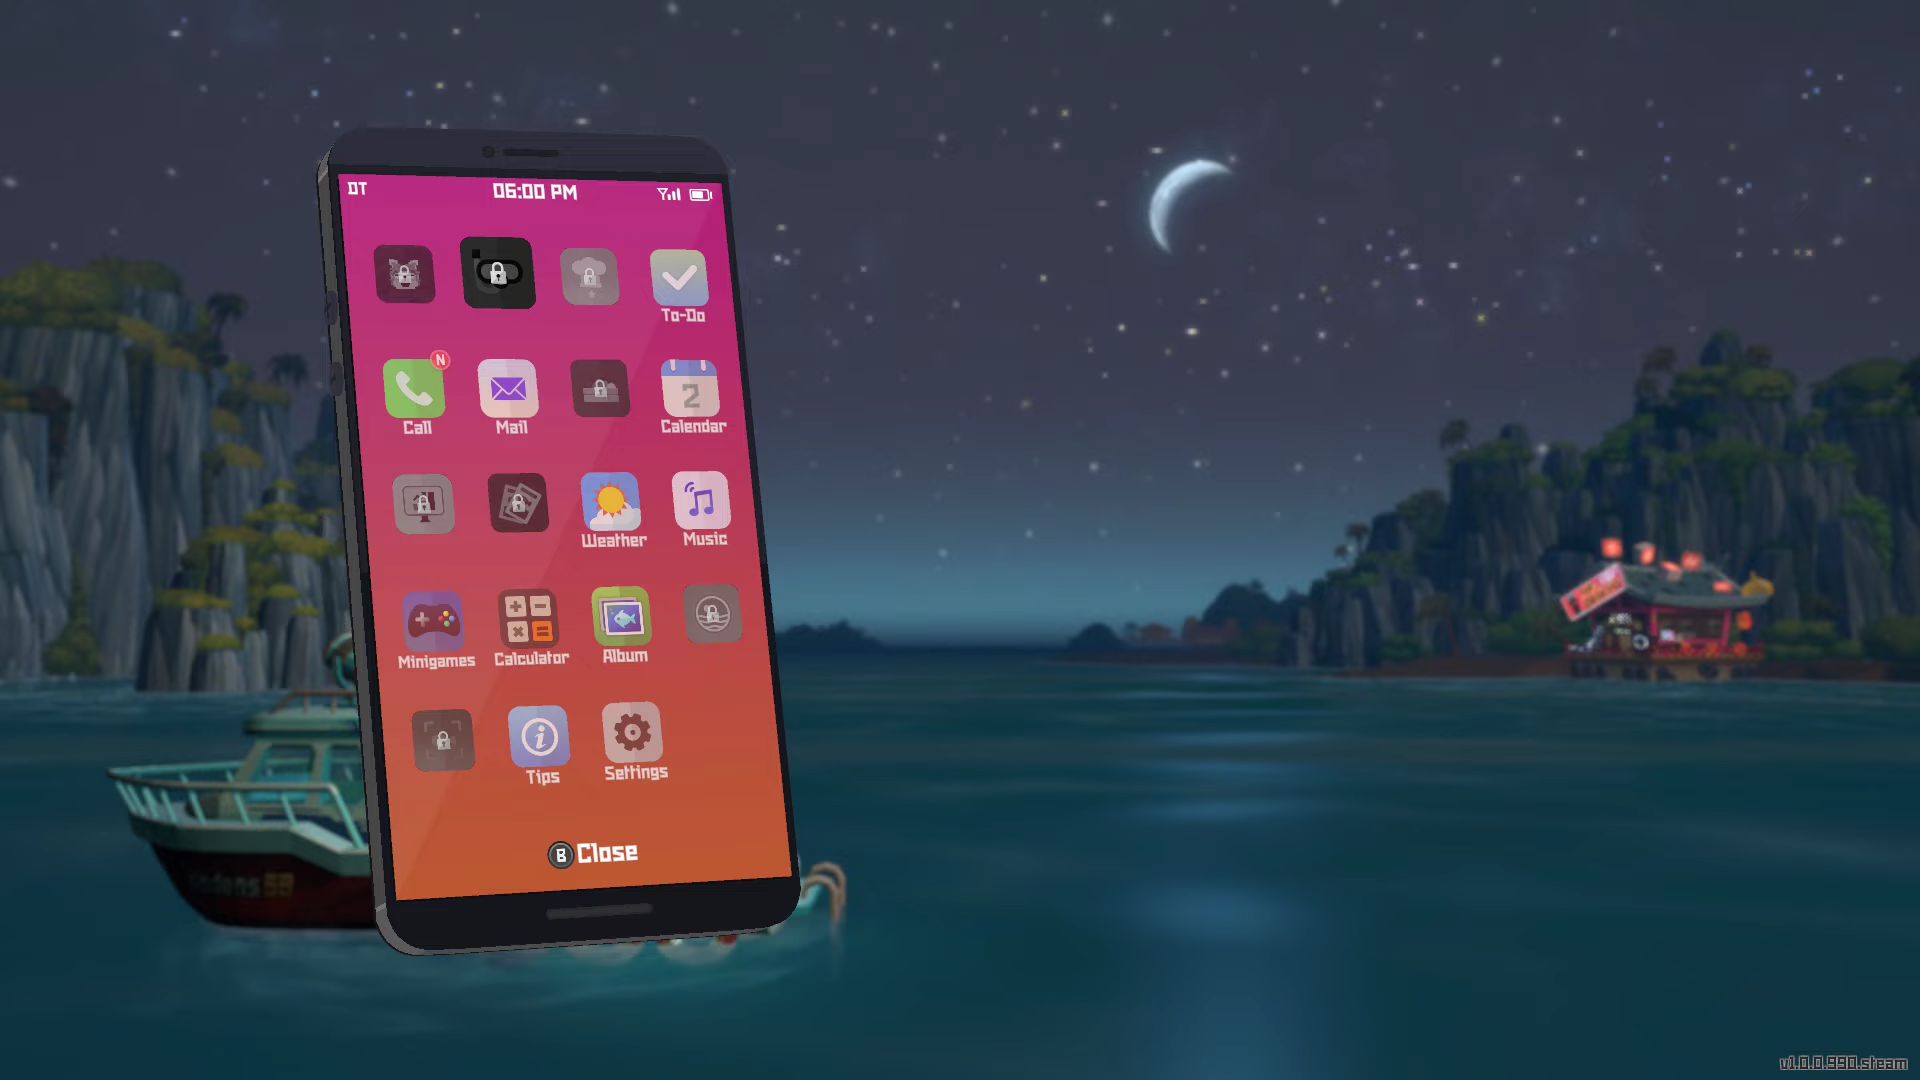 DT
06:00 PM
To-Do
N
Call
Mail
2
Calendar
Weather
Music
Minigames
Calculator
Album
Tips
Settings
B Close
v1.0.0.990.steam